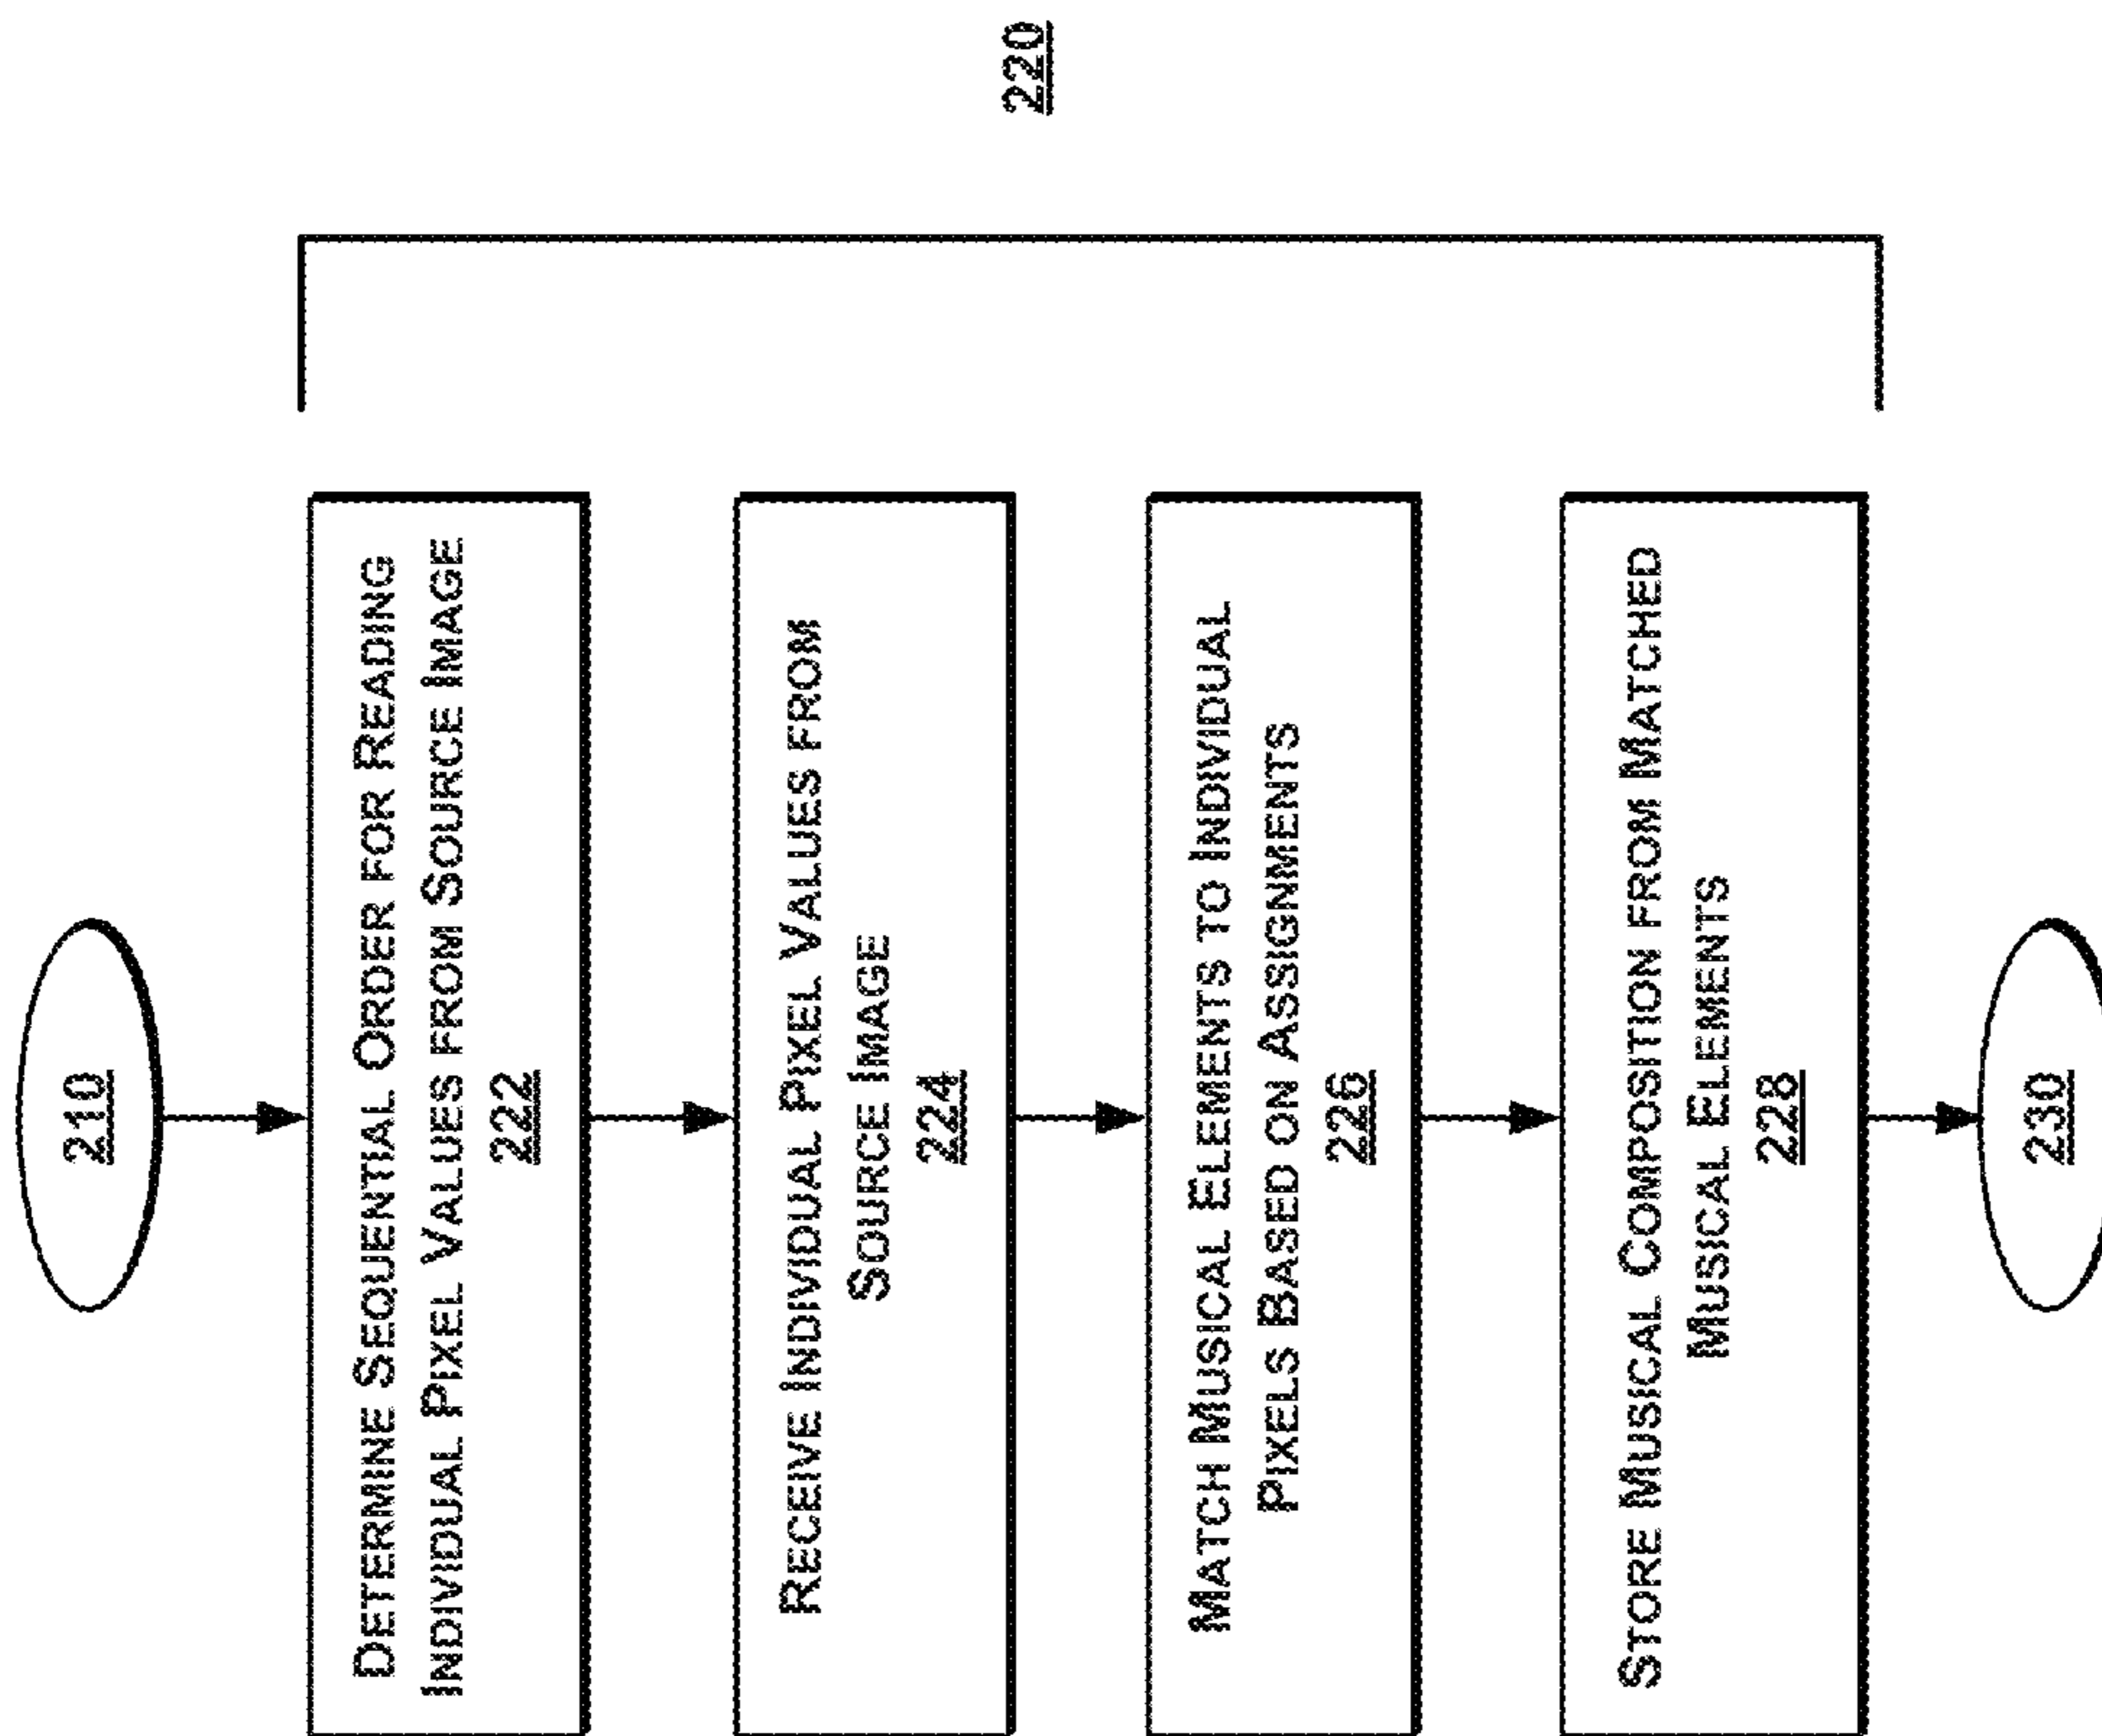 210
DETERMINE SEQUENTIAL ORDER FOR READING
INDIVIDUAL PIXEL VALUES FROM SOURCE IMAGE
222
RECEIVE INDIVIDUAL PIXEL VALUES FROM
SOURCE IMAGE
224
MATCH MUSICAL ELEMENTS TO INDIVIDUAL
PIXELS BASED ON ASSIGNMENTS
226
STORE MUSICAL COMPOSITION FROM MATCHED
MUSICAL ELEMENTS
228
230
220